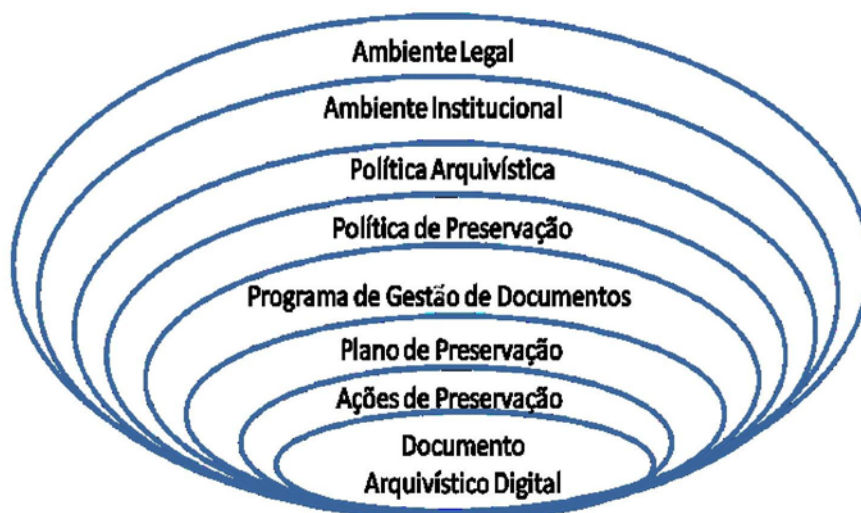 Ambiente Legal
Ambiente Institucional
Política Arquivística
Política de Preservação
Programa de Gestão de Documentos
Plano de Preservação
Ações de Preservação
Documento
Arquivístico Digital